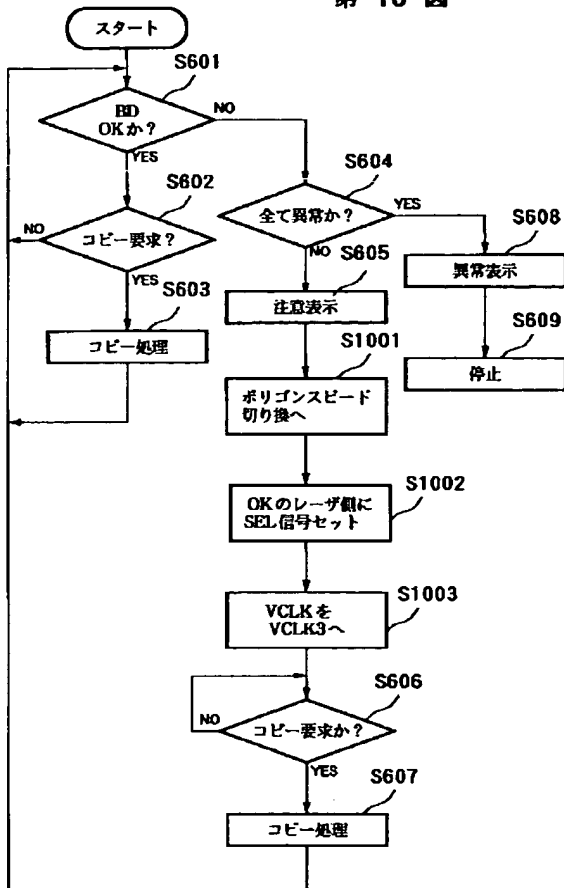 第 10 図
スタート
S601
BD
OKか？
NO
YES
S602
コピー要求？
NO
YES
S603
コピー処理
S604
全て異常か？
YES
NO
S605
注意表示
S608
異常表示
S609
停止
S1001
ポリゴンスピード
切り換へ
S1002
OKのレーザ側に
SEL信号セット
S1003
VCLKを
VCLK3へ
S606
コピー要求か？
NO
YES
S607
コピー処理